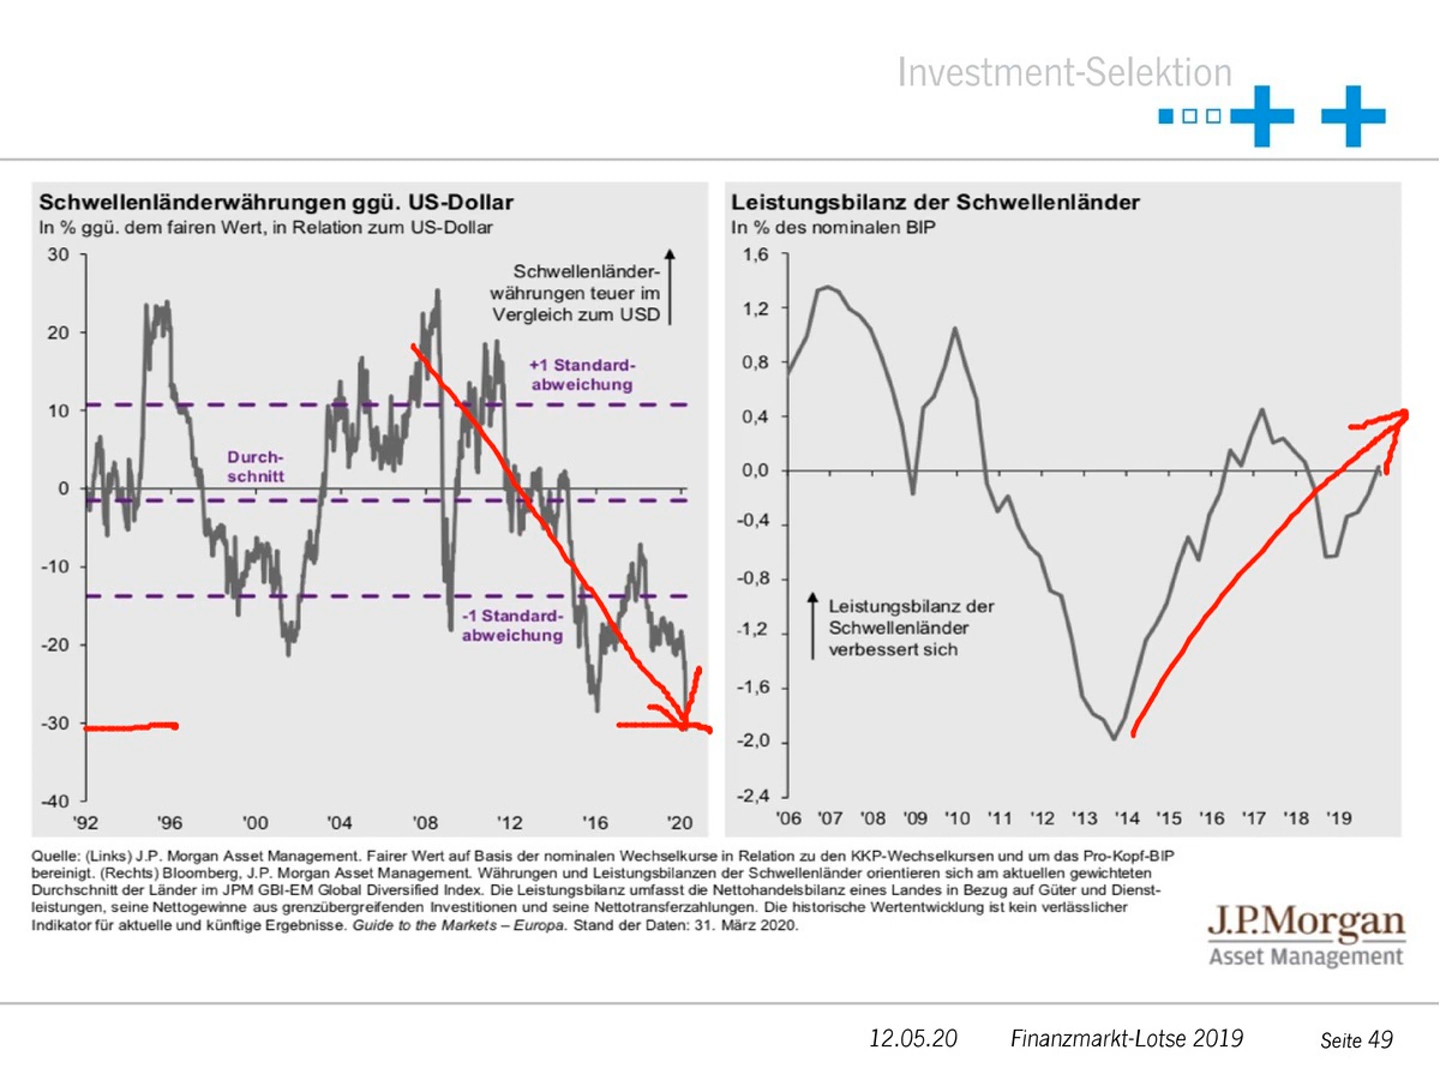 Investment-Selektion
Schwellenländerwährungen ggü. US-Dollar
In % ggü. dem fairen Wert, in Relation zum US-Dollar
30
20
10
0
-10
-20
-30
-40
'92 '96 '00 '04 '08 '12 '16 '20
Schwellenländer-
währungen teuer im
Vergleich zum USD
+1 Standard-
abweichung
Durch-
schnitt
-1 Standard-
abweichung
Leistungsbilanz der Schwellenländer
In % des nominalen BIP
1,6
1,2
0,8
0,4
0,0
-0,4
-0,8
-1,2
-1,6
-2,0
-2,4
'06 '07 '08 '09 '10 '11 '12 '13 '14 '15 '16 '17 '18 '19
Leistungsbilanz der
Schwellenländer
verbessert sich
Quelle: (Links) J.P. Morgan Asset Management. Fairer Wert auf Basis der nominalen Wechselkurse in Relation zu den KKP-Wechselkursen und um das Pro-Kopf-BIP
bereinigt. (Rechts) Bloomberg, J.P. Morgan Asset Management. Währungen und Leistungsbilanzen der Schwellenländer orientieren sich am aktuellen gewichteten
Durchschnitt der Länder im JPM GBI-EM Global Diversified Index. Die Leistungsbilanz umfasst die Nettohandelsbilanz eines Landes in Bezug auf Güter und Dienst-
leistungen, seine Nettogewinne aus grenzübergreifenden Investitionen und seine Nettotransferzahlungen. Die historische Wertentwicklung ist kein verlässlicher
Indikator für aktuelle und künftige Ergebnisse. Guide to the Markets – Europa. Stand der Daten: 31. März 2020.
J.P.Morgan
Asset Management
12.05.20 Finanzmarkt-Lotse 2019 Seite 49